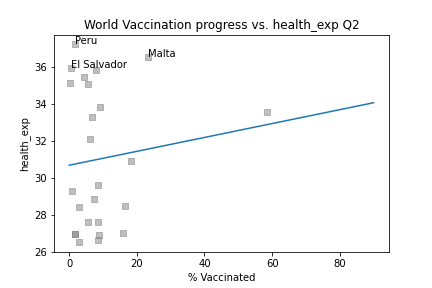 World Vaccination progress vs. health_exp Q2
Peru
Malta
El Salvador
36
34
32
30
28
26
health_exp
0
20
40
60
80
% Vaccinated